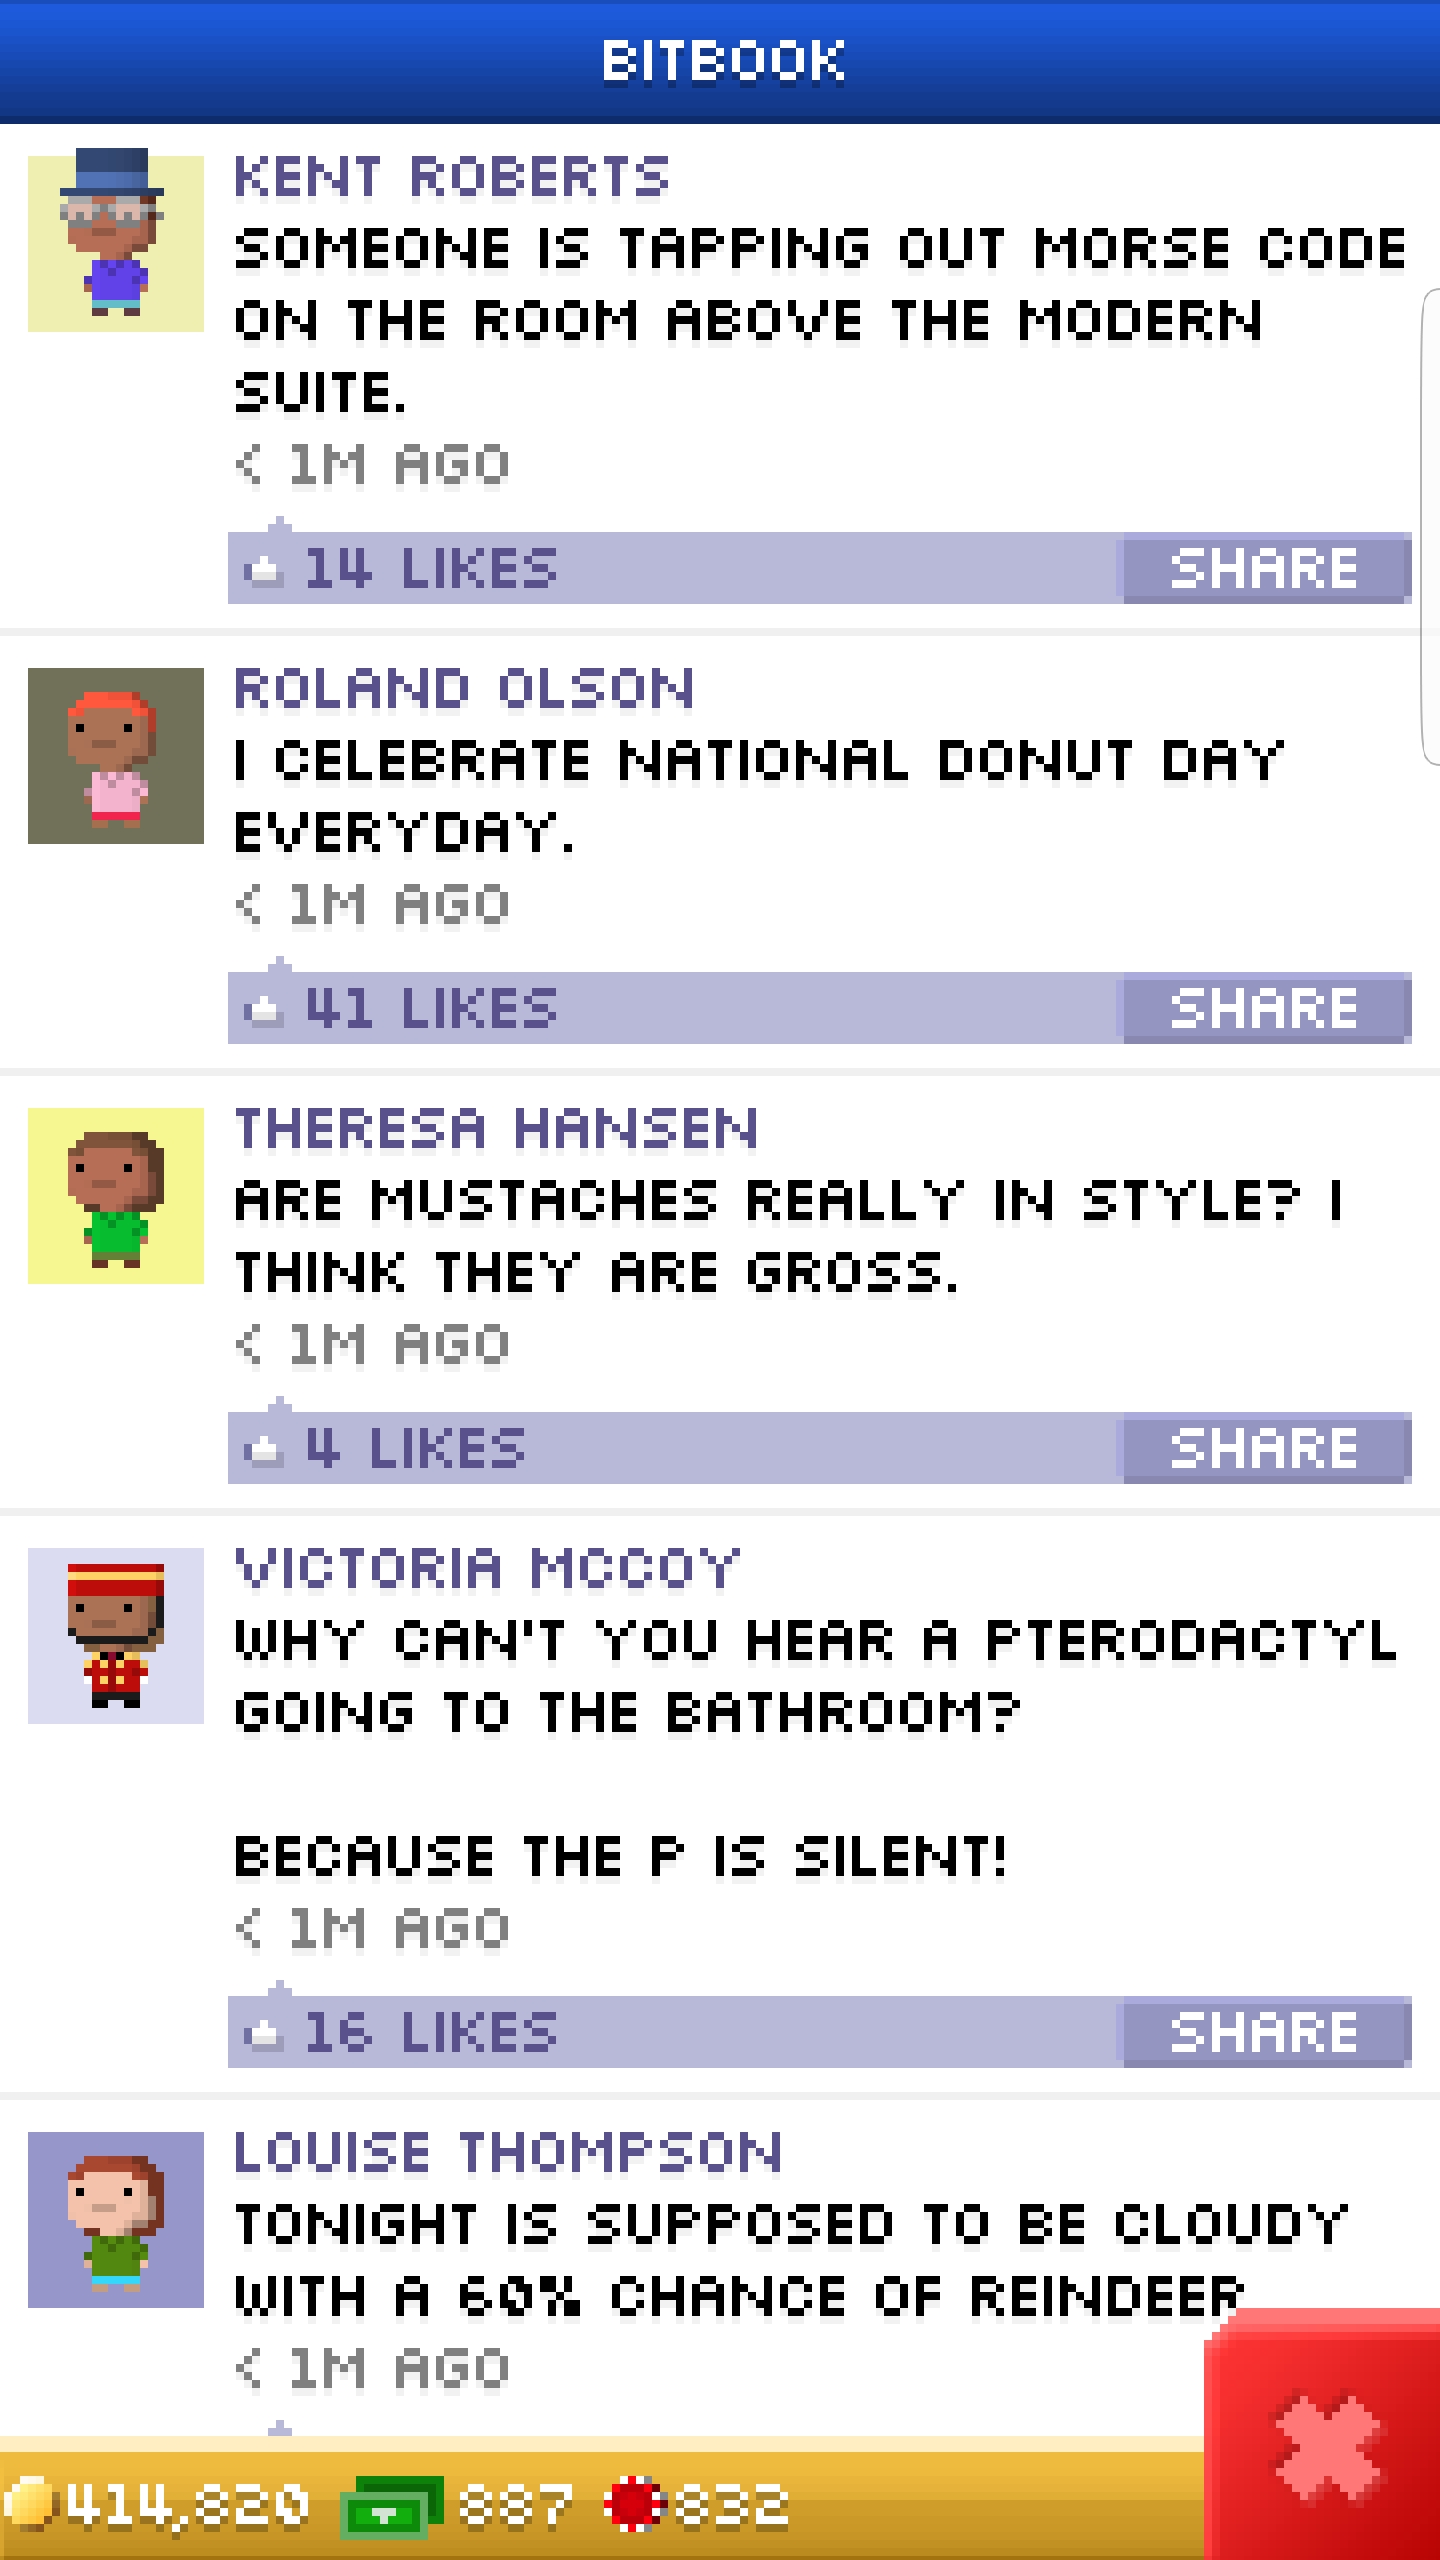 BITBOOK
KENT ROBERTS
SOMEONE IS TAPPING OUT MORSE CODE
ON THE ROOM ABOVE THE MODERN
SUITE.
< 1M AGO
14 LIKES SHARE
ROLAND OLSON
I CELEBRATE NATIONAL DONUT DAY
EVERYDAY.
< 1M AGO
41 LIKES SHARE
THERESA HANSEN
ARE MUSTACHES REALLY IN STYLE? I
THINK THEY ARE GROSS.
< 1M AGO
4 LIKES SHARE
VICTORIA MCCOY
WHY CAN'T YOU HEAR A PTERODACTYL
GOING TO THE BATHROOM?
BECAUSE THE P IS SILENT!
< 1M AGO
16 LIKES SHARE
LOUISE THOMPSON
TONIGHT IS SUPPOSED TO BE CLOUDY
WITH A 60% CHANCE OF REINDEER
< 1M AGO
414,820 887 832